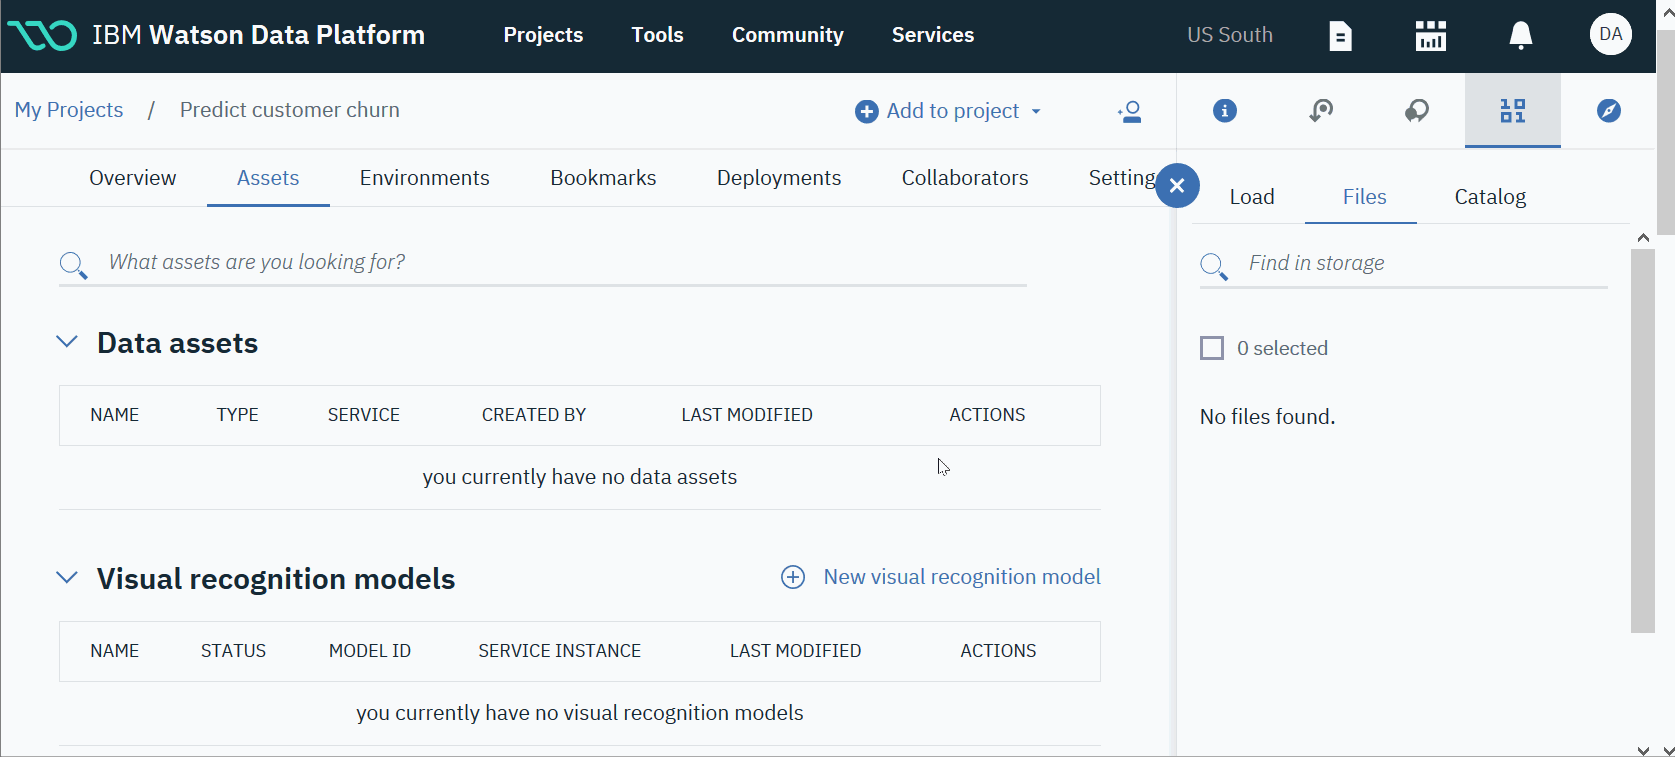 IBM Watson Data Platform Projects Tools Community Services US South DA
My Projects / Predict customer churn Add to project
Overview Assets Environments Bookmarks Deployments Collaborators Setting
Load Files Catalog
What assets are you looking for?
Find in storage
Data assets
0 selected
NAME TYPE SERVICE CREATED BY LAST MODIFIED ACTIONS
No files found.
you currently have no data assets
Visual recognition models New visual recognition model
NAME STATUS MODEL ID SERVICE INSTANCE LAST MODIFIED ACTIONS
you currently have no visual recognition models